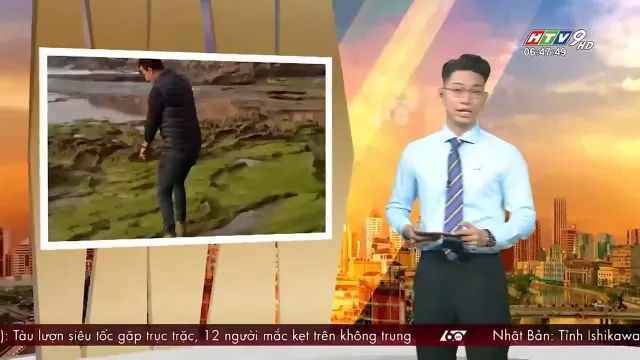 HTV9 HD
06:47:49
): Tàu lượn siêu tốc gặp trục trặc, 12 người mắc kẹt trên không trung 60 Nhật Bản: Tỉnh Ishikawa